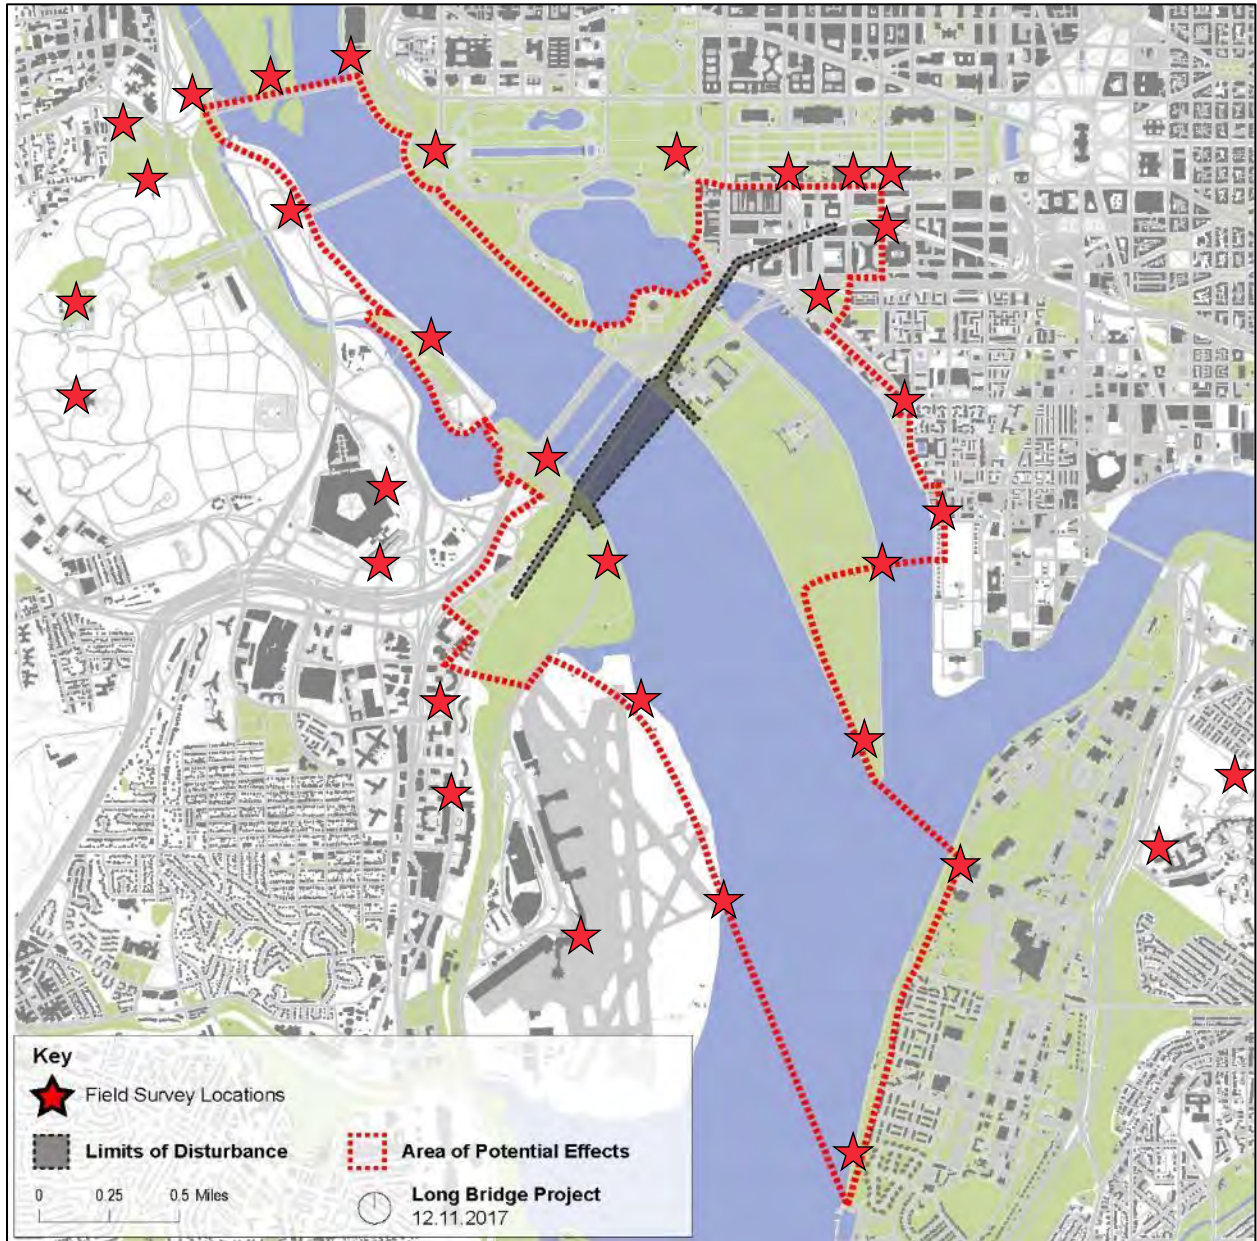 Key
Field Survey Locations
Limits of Disturbance
Area of Potential Effects
0 0.25 0.5 Miles
Long Bridge Project
12.11.2017